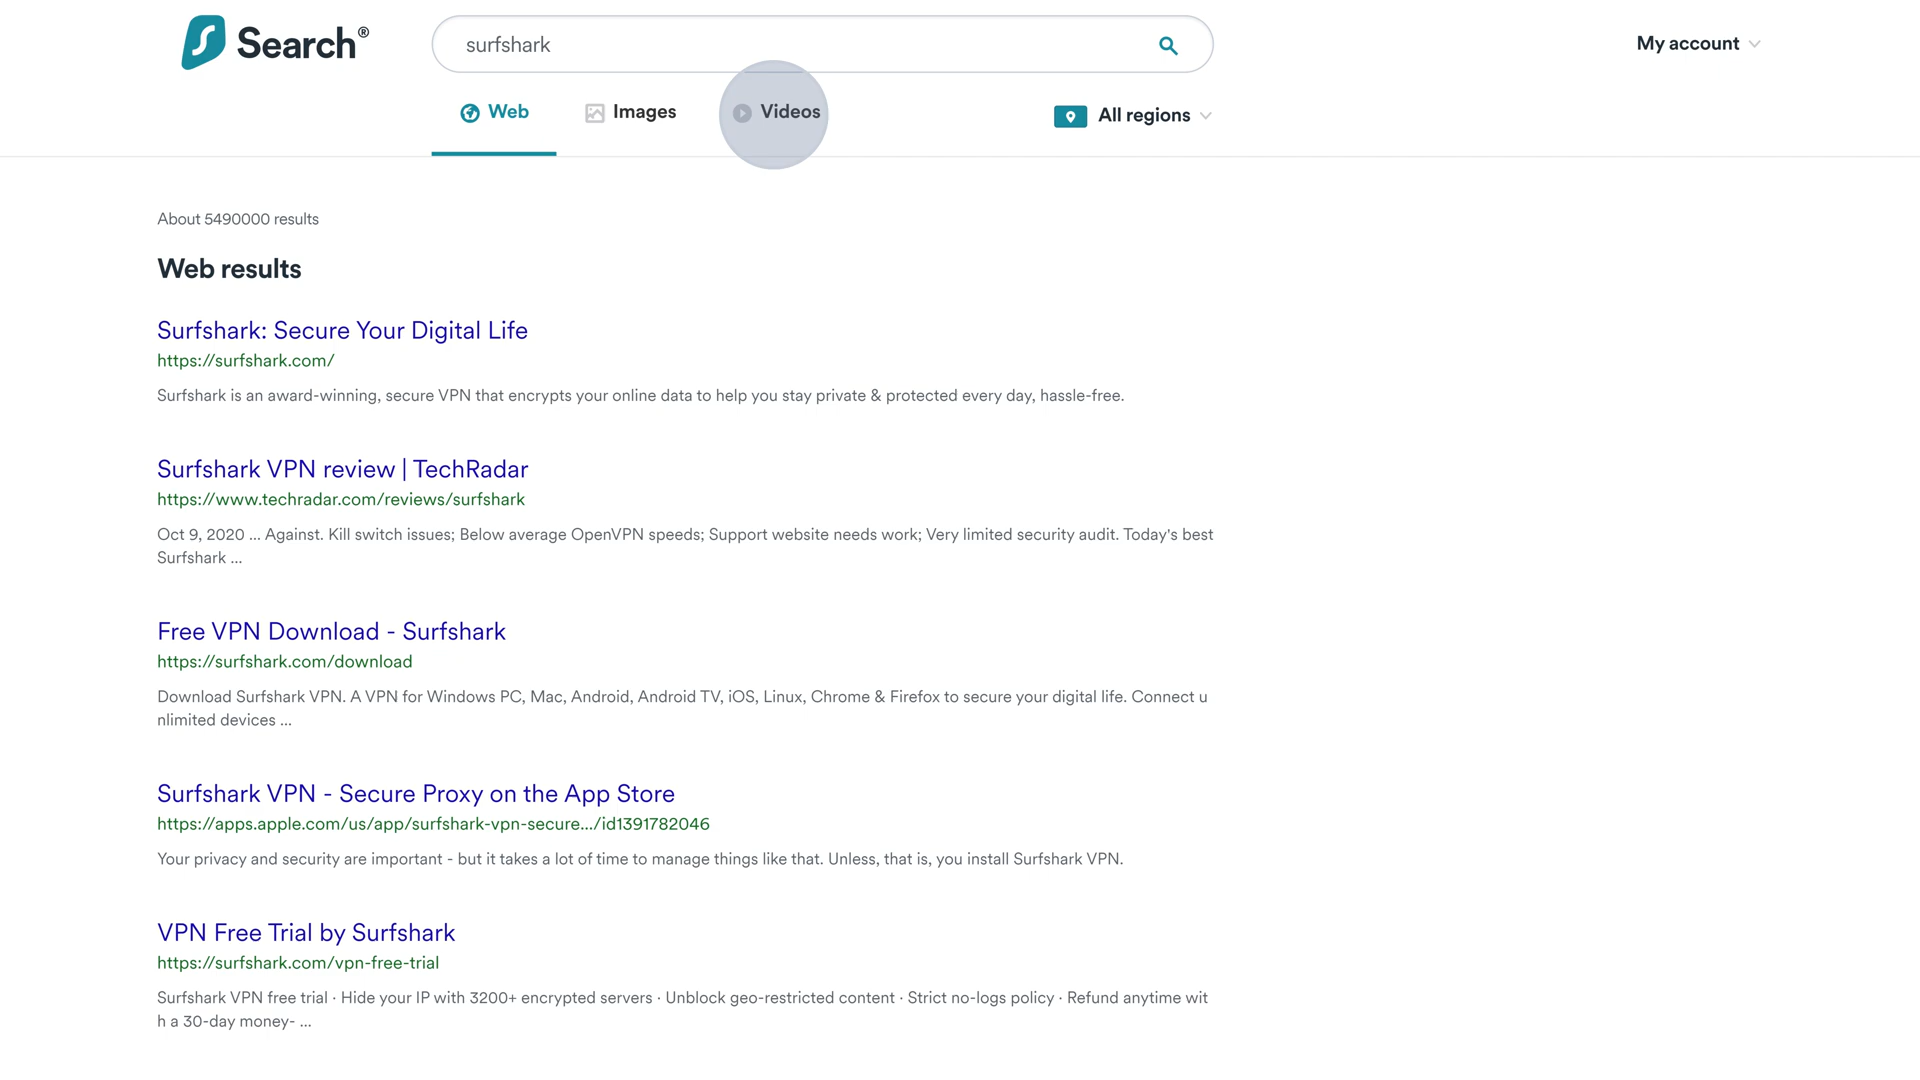 Search®
surfshark
My account
Web
Images
Videos
All regions
About 5490000 results
Web results
Surfshark: Secure Your Digital Life
https://surfshark.com/
Surfshark is an award-winning, secure VPN that encrypts your online data to help you stay private & protected every day, hassle-free.
Surfshark VPN review | TechRadar
https://www.techradar.com/reviews/surfshark
Oct 9, 2020 ... Against. Kill switch issues; Below average OpenVPN speeds; Support website needs work; Very limited security audit. Today's best
Surfshark ...
Free VPN Download - Surfshark
https://surfshark.com/download
Download Surfshark VPN. A VPN for Windows PC, Mac, Android, Android TV, iOS, Linux, Chrome & Firefox to secure your digital life. Connect u
nlimited devices ...
Surfshark VPN - Secure Proxy on the App Store
https://apps.apple.com/us/app/surfshark-vpn-secure.../id1391782046
Your privacy and security are important - but it takes a lot of time to manage things like that. Unless, that is, you install Surfshark VPN.
VPN Free Trial by Surfshark
https://surfshark.com/vpn-free-trial
Surfshark VPN free trial · Hide your IP with 3200+ encrypted servers · Unblock geo-restricted content · Strict no-logs policy · Refund anytime wit
h a 30-day money- ...